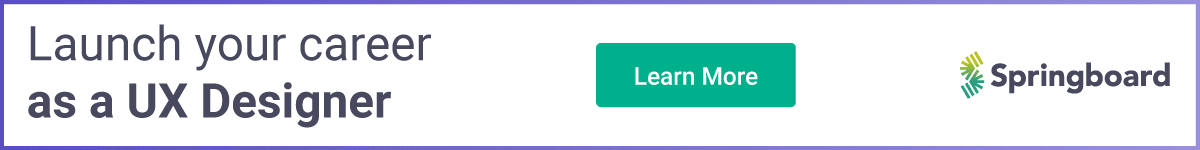 Launch your career
as a UX Designer
Learn More
Springboard